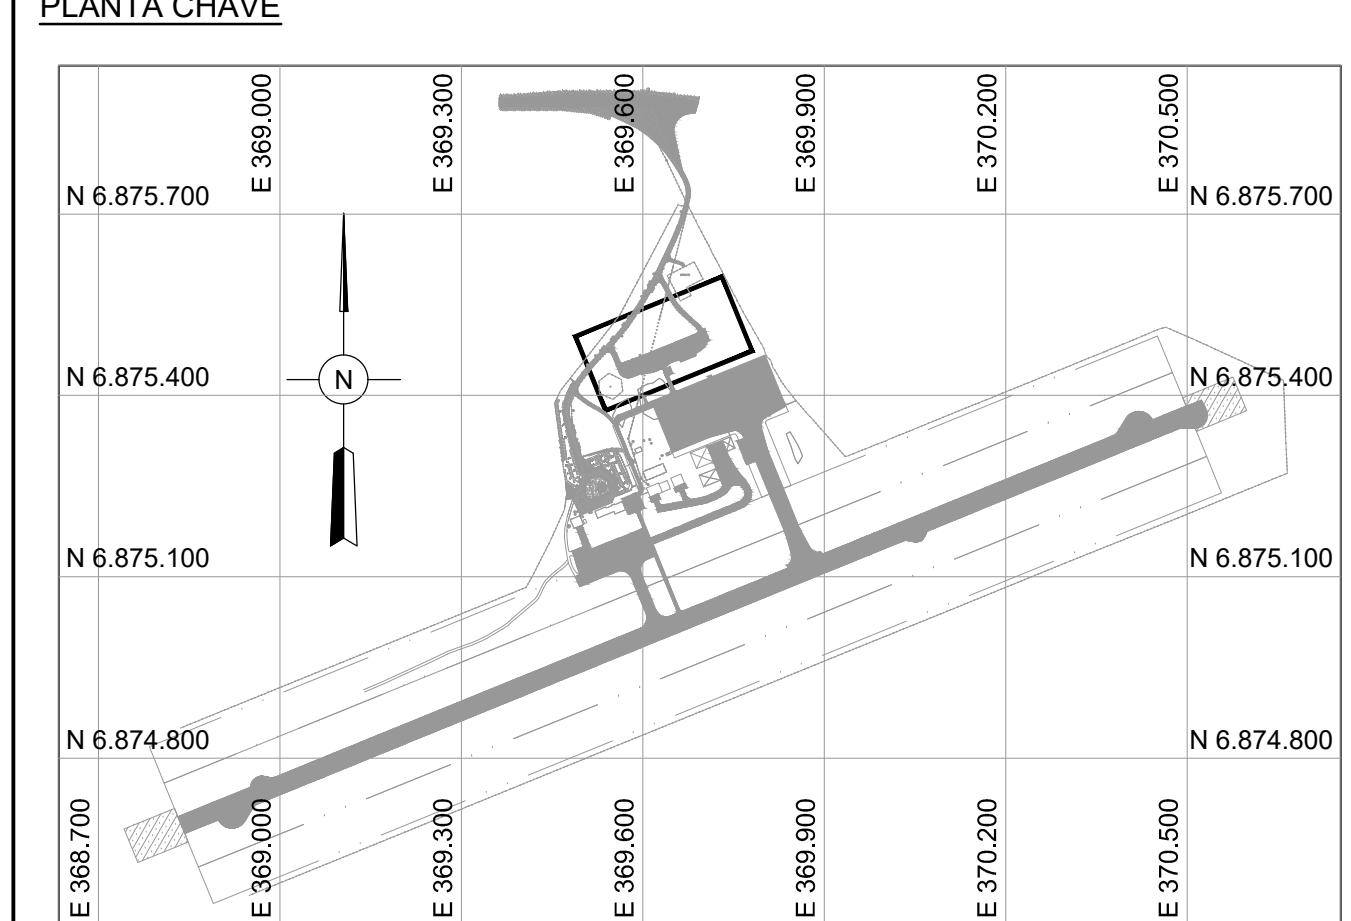 PLANTA CHAVE
E 369.000
E 369.300
E 369.600
E 369.900
E 370.200
E 370.500
N 6.875.700
N 6.875.700
N
N 6.875.400
N 6.875.400
N 6.875.100
N 6.875.100
N 6.874.800
N 6.874.800
E 368.700
E 369.000
E 369.300
E 369.600
E 369.900
E 370.200
E 370.500